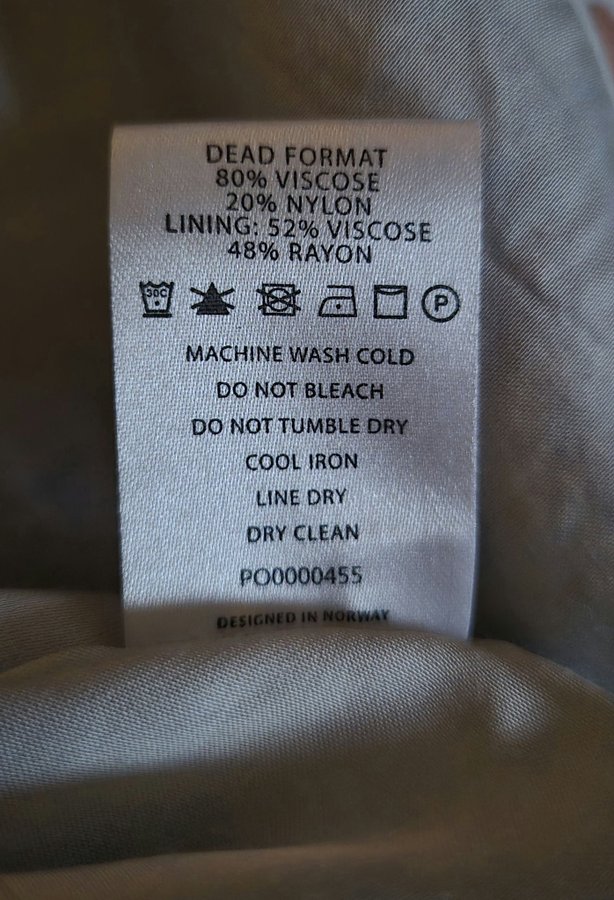 DEAD FORMAT
80% VISCOSE
20% NYLON
LINING: 52% VISCOSE
48% RAYON
30C P
MACHINE WASH COLD
DO NOT BLEACH
DO NOT TUMBLE DRY
COOL IRON
LINE DRY
DRY CLEAN
PO0000455
DESIGNED IN NORWAY